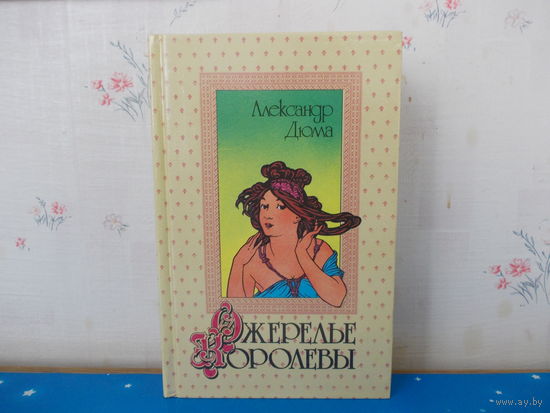 Александр
Дюма
Ожерелье
Королевы
www.ay.by